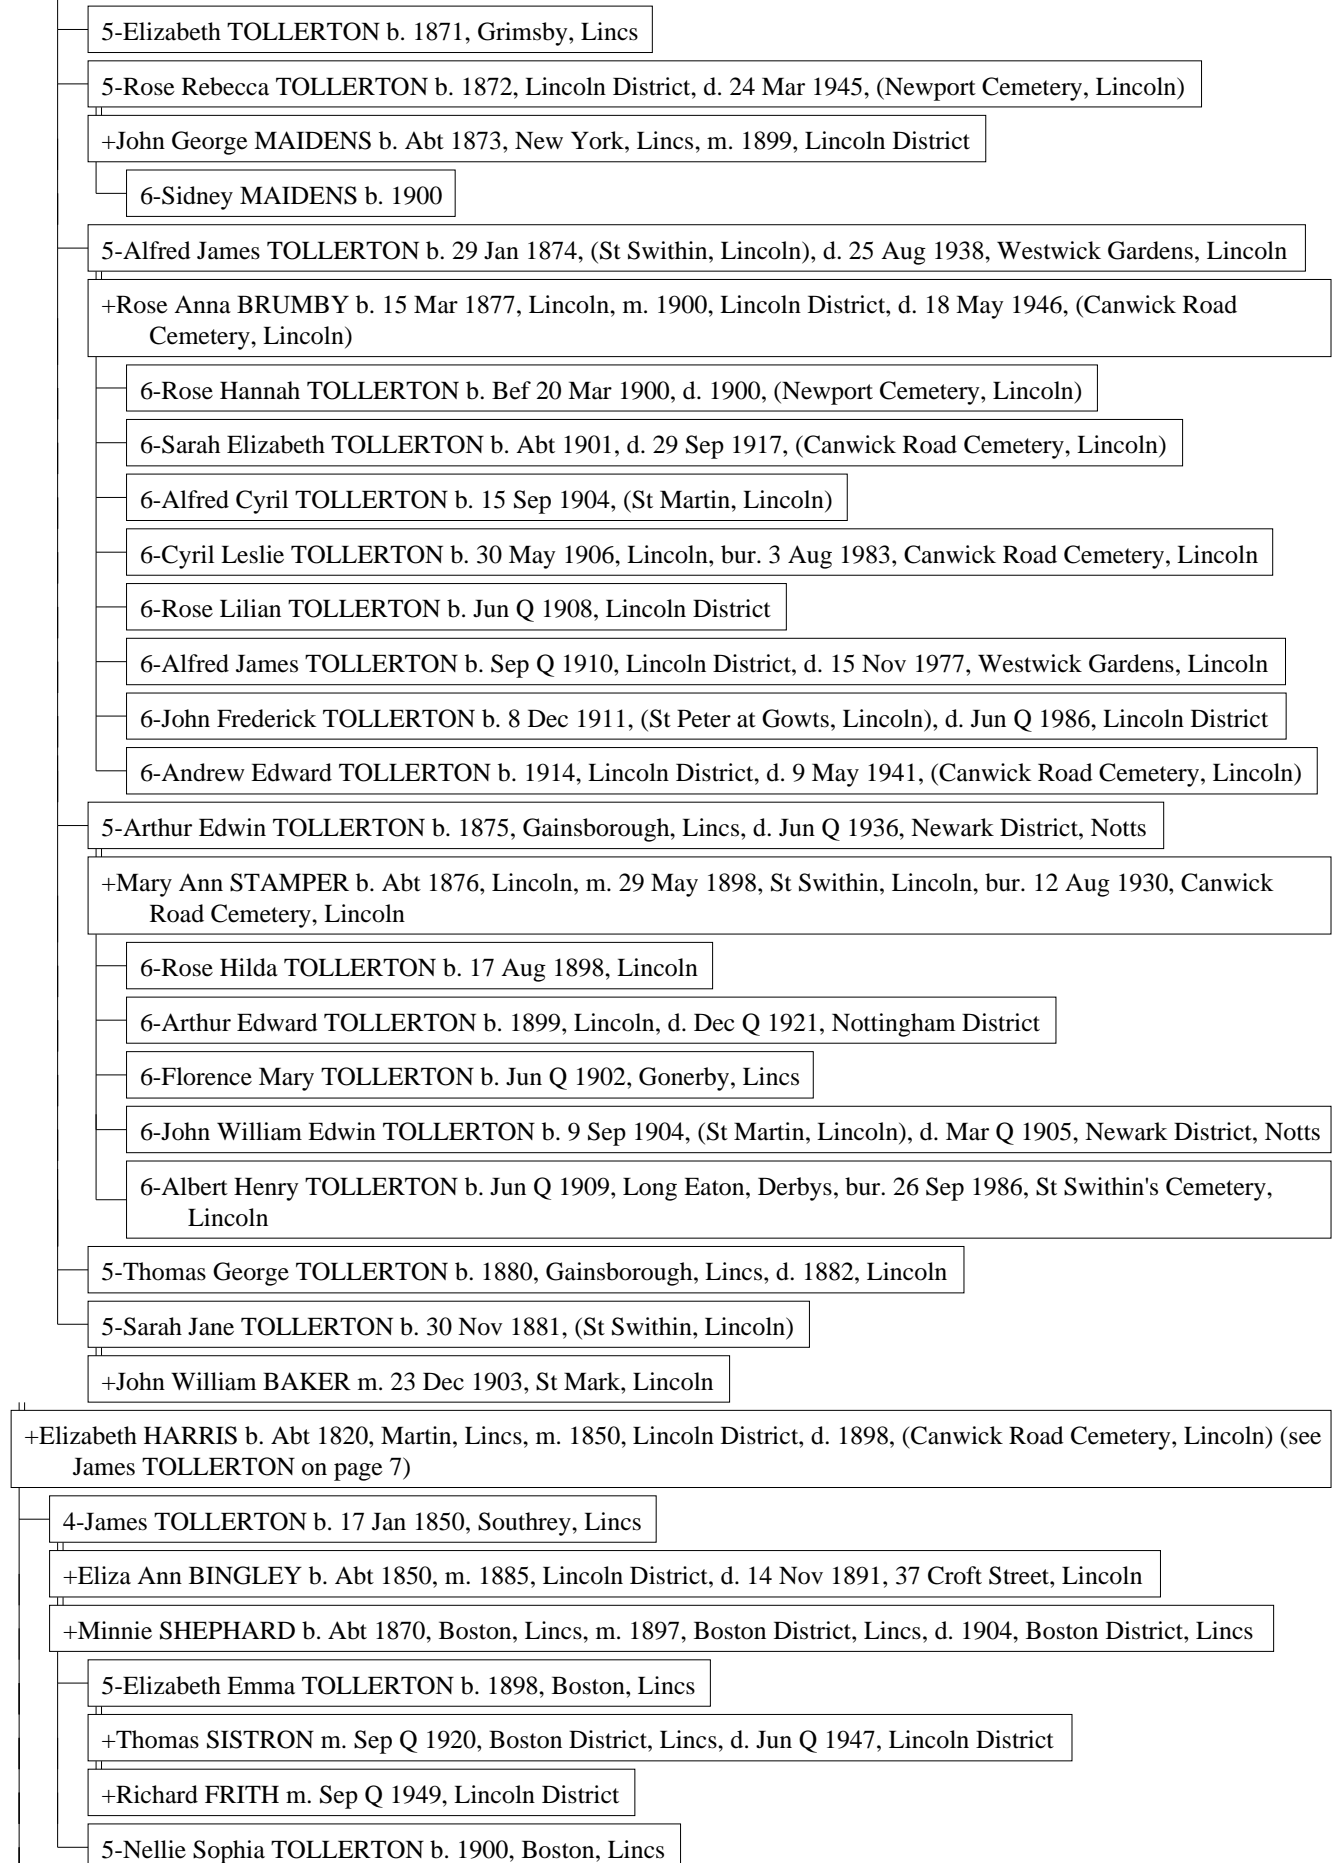 5-Elizabeth TOLLERTON b. 1871, Grimsby, Lincs
5-Rose Rebecca TOLLERTON b. 1872, Lincoln District, d. 24 Mar 1945, (Newport Cemetery, Lincoln)
+John George MAIDENS b. Abt 1873, New York, Lincs, m. 1899, Lincoln District
6-Sidney MAIDENS b. 1900
5-Alfred James TOLLERTON b. 29 Jan 1874, (St Swithin, Lincoln), d. 25 Aug 1938, Westwick Gardens, Lincoln
+Rose Anna BRUMBY b. 15 Mar 1877, Lincoln, m. 1900, Lincoln District, d. 18 May 1946, (Canwick Road
Cemetery, Lincoln)
6-Rose Hannah TOLLERTON b. Bef 20 Mar 1900, d. 1900, (Newport Cemetery, Lincoln)
6-Sarah Elizabeth TOLLERTON b. Abt 1901, d. 29 Sep 1917, (Canwick Road Cemetery, Lincoln)
6-Alfred Cyril TOLLERTON b. 15 Sep 1904, (St Martin, Lincoln)
6-Cyril Leslie TOLLERTON b. 30 May 1906, Lincoln, bur. 3 Aug 1983, Canwick Road Cemetery, Lincoln
6-Rose Lilian TOLLERTON b. Jun Q 1908, Lincoln District
6-Alfred James TOLLERTON b. Sep Q 1910, Lincoln District, d. 15 Nov 1977, Westwick Gardens, Lincoln
6-John Frederick TOLLERTON b. 8 Dec 1911, (St Peter at Gowts, Lincoln), d. Jun Q 1986, Lincoln District
6-Andrew Edward TOLLERTON b. 1914, Lincoln District, d. 9 May 1941, (Canwick Road Cemetery, Lincoln)
5-Arthur Edwin TOLLERTON b. 1875, Gainsborough, Lincs, d. Jun Q 1936, Newark District, Notts
+Mary Ann STAMPER b. Abt 1876, Lincoln, m. 29 May 1898, St Swithin, Lincoln, bur. 12 Aug 1930, Canwick
Road Cemetery, Lincoln
6-Rose Hilda TOLLERTON b. 17 Aug 1898, Lincoln
6-Arthur Edward TOLLERTON b. 1899, Lincoln, d. Dec Q 1921, Nottingham District
6-Florence Mary TOLLERTON b. Jun Q 1902, Gonerby, Lincs
6-John William Edwin TOLLERTON b. 9 Sep 1904, (St Martin, Lincoln), d. Mar Q 1905, Newark District, Notts
6-Albert Henry TOLLERTON b. Jun Q 1909, Long Eaton, Derbys, bur. 26 Sep 1986, St Swithin's Cemetery,
Lincoln
5-Thomas George TOLLERTON b. 1880, Gainsborough, Lincs, d. 1882, Lincoln
5-Sarah Jane TOLLERTON b. 30 Nov 1881, (St Swithin, Lincoln)
+John William BAKER m. 23 Dec 1903, St Mark, Lincoln
+Elizabeth HARRIS b. Abt 1820, Martin, Lincs, m. 1850, Lincoln District, d. 1898, (Canwick Road Cemetery, Lincoln) (see
James TOLLERTON on page 7)
4-James TOLLERTON b. 17 Jan 1850, Southrey, Lincs
+Eliza Ann BINGLEY b. Abt 1850, m. 1885, Lincoln District, d. 14 Nov 1891, 37 Croft Street, Lincoln
+Minnie SHEPHARD b. Abt 1870, Boston, Lincs, m. 1897, Boston District, Lincs, d. 1904, Boston District, Lincs
5-Elizabeth Emma TOLLERTON b. 1898, Boston, Lincs
+Thomas SISTRON m. Sep Q 1920, Boston District, Lincs, d. Jun Q 1947, Lincoln District
+Richard FRITH m. Sep Q 1949, Lincoln District
5-Nellie Sophia TOLLERTON b. 1900, Boston, Lincs